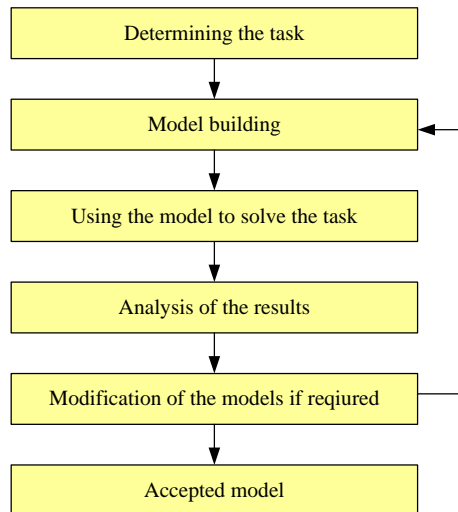 Determining the task
Model building
Using the model to solve the task
Analysis of the results
Modification of the models if reqiured
Accepted model